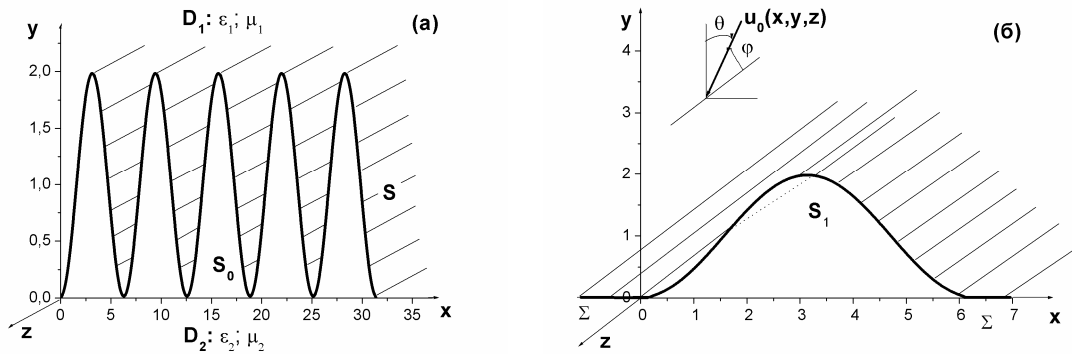 D₁: ε₁; μ₁
(a)
y
2,0
1,5
1,0
0,5
0,0
S
S₀
0 5 10 15 20 25 30 35
x
z
D₂: ε₂; μ₂
y
u₀(x,y,z)
(б)
θ
φ
4
3
2
1
0
S₁
Σ 0 1 2 3 4 5 6 Σ 7
x
z